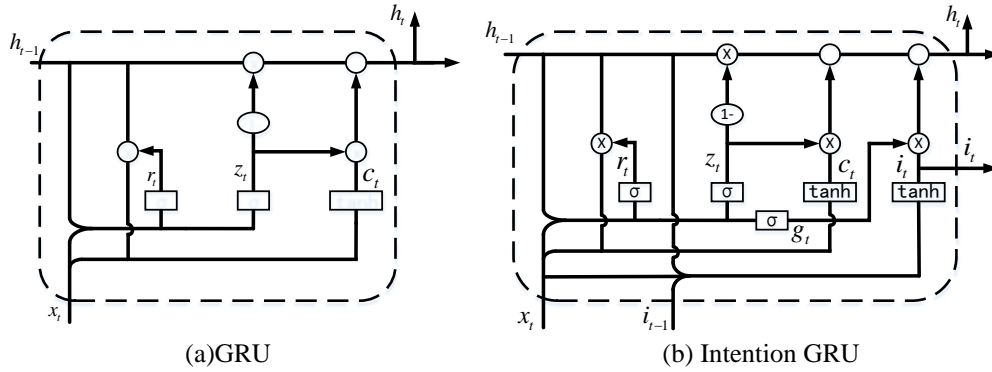 h_t
h_{t-1}
r_t
z_t
c_t
σ
σ
tanh
x_t
(a)GRU
h_t
h_{t-1}
x
1-
x
x
x
r_t
z_t
c_t
i_t
i_t
σ
σ
tanh
tanh
σ
g_t
x_t
i_{t-1}
(b) Intention GRU